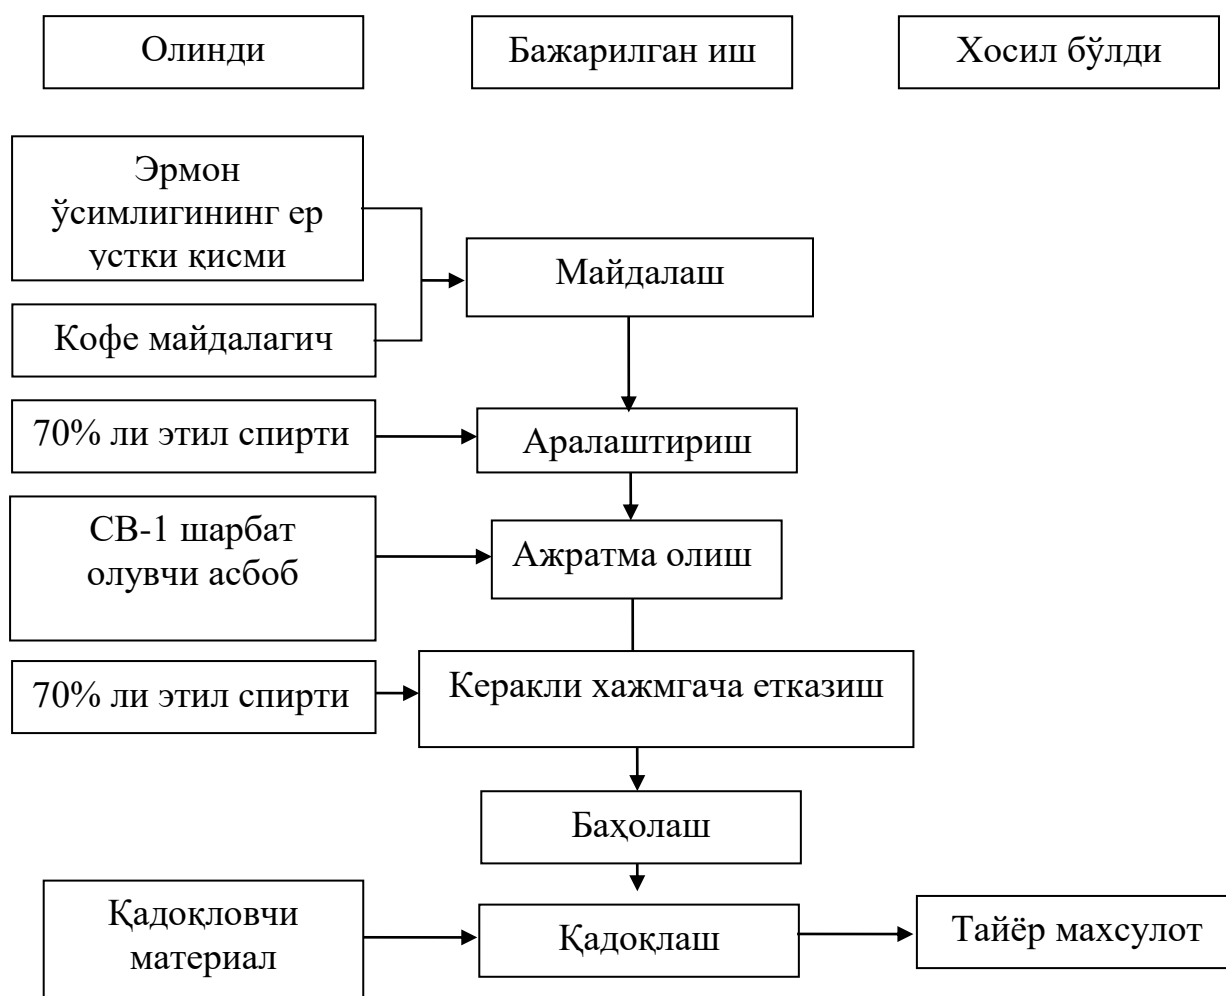 Олинди
Бажарилган иш
Хосил бўлди
Эрмон
ўсимлигининг ер
устки қисми
Майдалаш
Кофе майдалагич
70% ли этил спирти
Аралаштириш
СВ-1 шарбат
олувчи асбоб
Ажратма олиш
70% ли этил спирти
Керакли хажмгача етказиш
Баҳолаш
Қадоқловчи
материал
Қадоқлаш
Тайёр махсулот